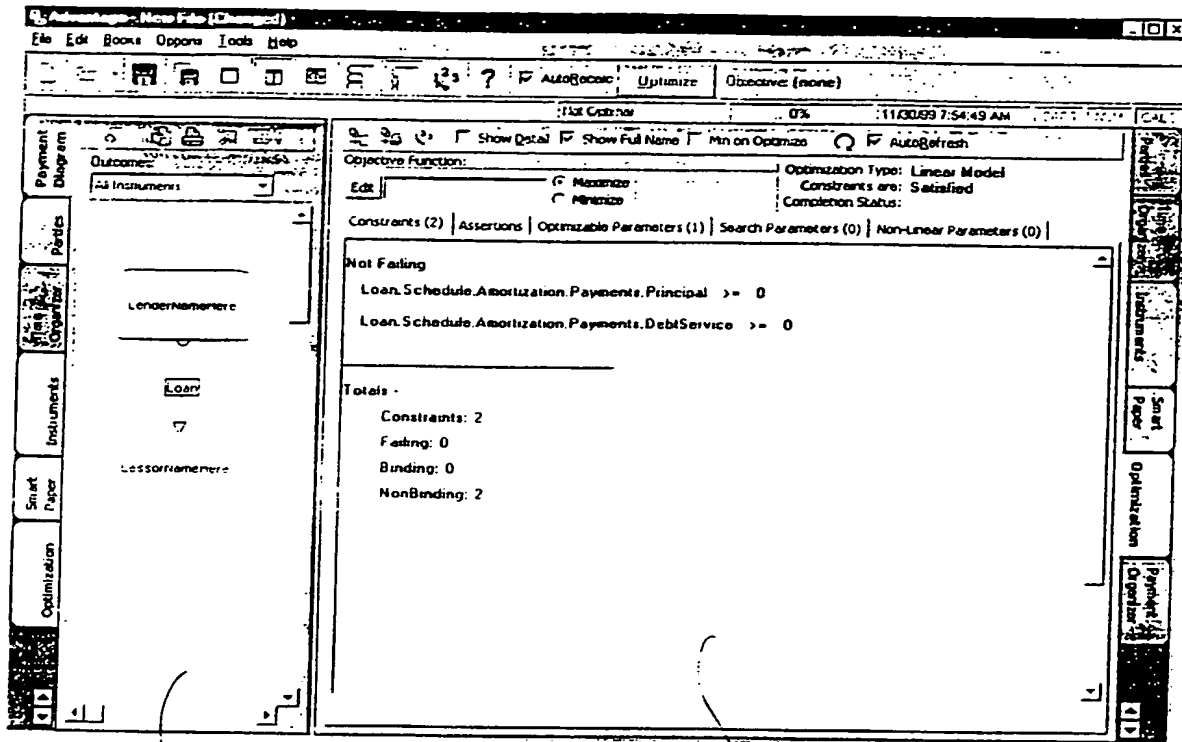 Advantage - New File (Changed)
File Edit Books Options Tools Help
? AutoRecalc Optimize Objective: (none)
Not Optimal 0% 11/30/99 7:54:49 AM CAL
Payment Diagram
Parties
Organizer
Instruments
Smart Paper
Optimization
Outcome:
All Instruments
LenderNameHere
Loan
LessorNameHere
Show Detail Show Full Name Min on Optimize AutoRefresh
Objective Function:
Edit
Maximize
Minimize
Optimization Type: Linear Model
Constraints are: Satisfied
Completion Status:
Constraints (2) Assertions Optimizable Parameters (1) Search Parameters (0) Non-Linear Parameters (0)
Not Failing
Loan.Schedule.Amortization.Payments.Principal >= 0
Loan.Schedule.Amortization.Payments.DebtService >= 0
Totals -
Constraints: 2
Failing: 0
Binding: 0
NonBinding: 2
Instruments
Smart Paper
Optimization
Payment Organizer